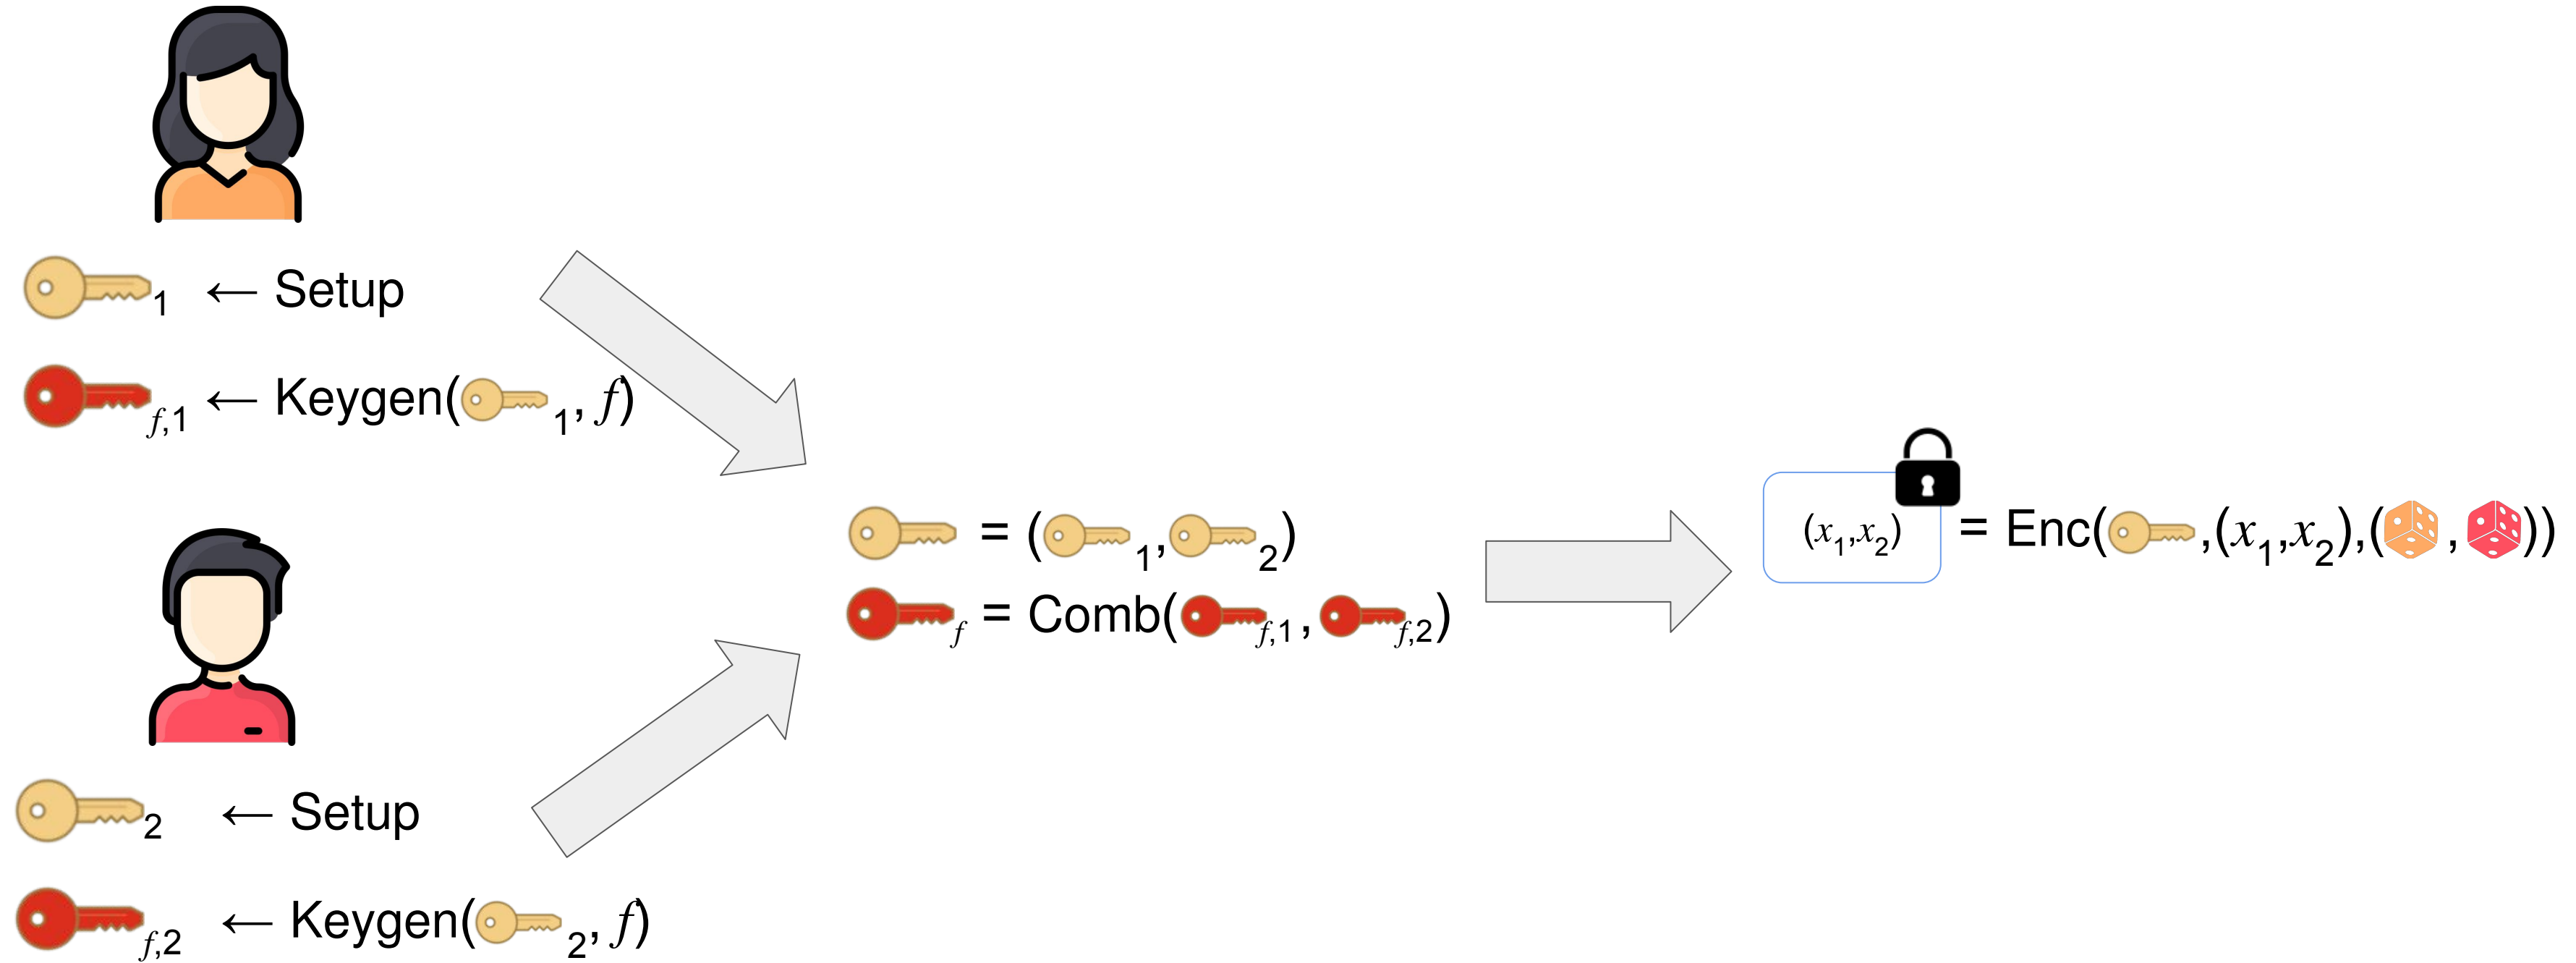 1 ← Setup
f,1 ← Keygen( 1, f)
2 ← Setup
f,2 ← Keygen( 2, f)
= ( 1, 2)
f = Comb( f,1, f,2)
(x1,x2) = Enc( ,(x1,x2),( , ))